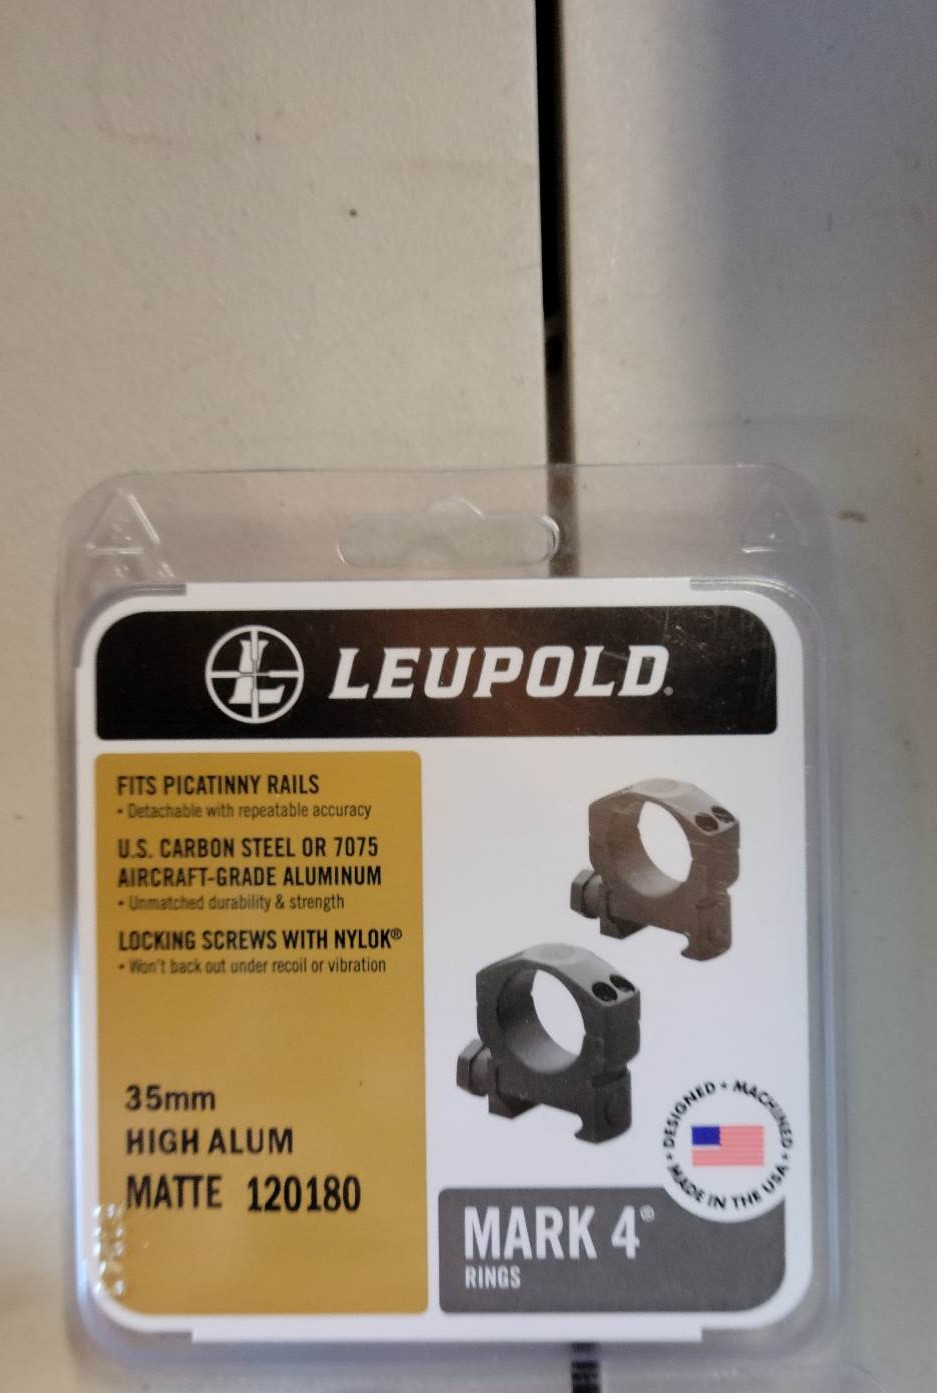 LEUPOLD.
FITS PICATINNY RAILS
• Detachable with repeatable accuracy
U.S. CARBON STEEL OR 7075
AIRCRAFT-GRADE ALUMINUM
• Unmatched durability & strength
LOCKING SCREWS WITH NYLOK®
• Won't back out under recoil or vibration
35mm
HIGH ALUM
MATTE 120180
• DESIGNED • MACHINED •
MADE IN THE USA
MARK 4®
RINGS